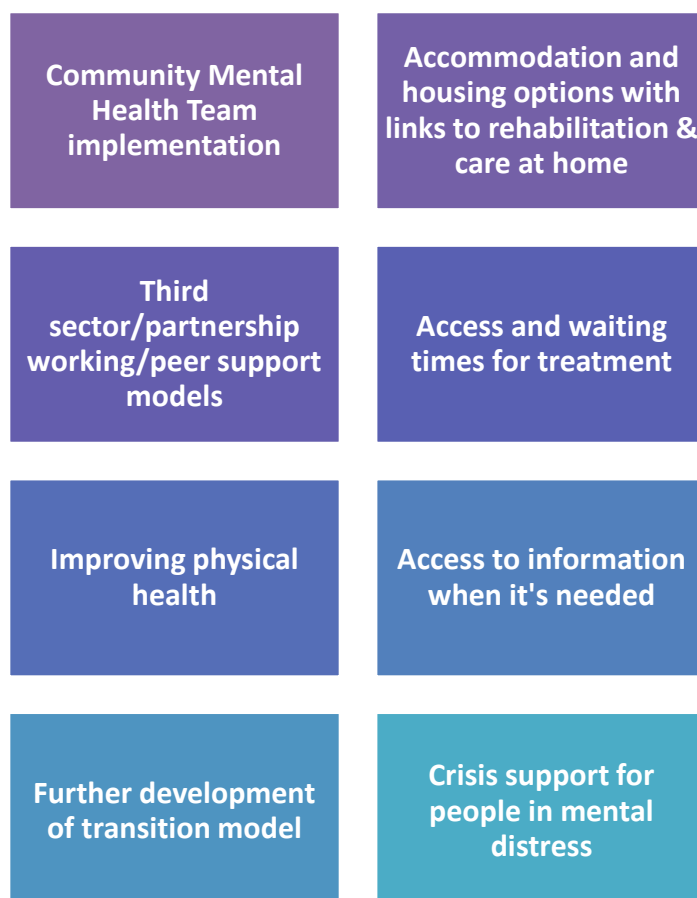 Community Mental
Health Team
implementation
Accommodation and
housing options with
links to rehabilitation &
care at home
Third
sector/partnership
working/peer support
models
Access and waiting
times for treatment
Improving physical
health
Access to information
when it's needed
Further development
of transition model
Crisis support for
people in mental
distress